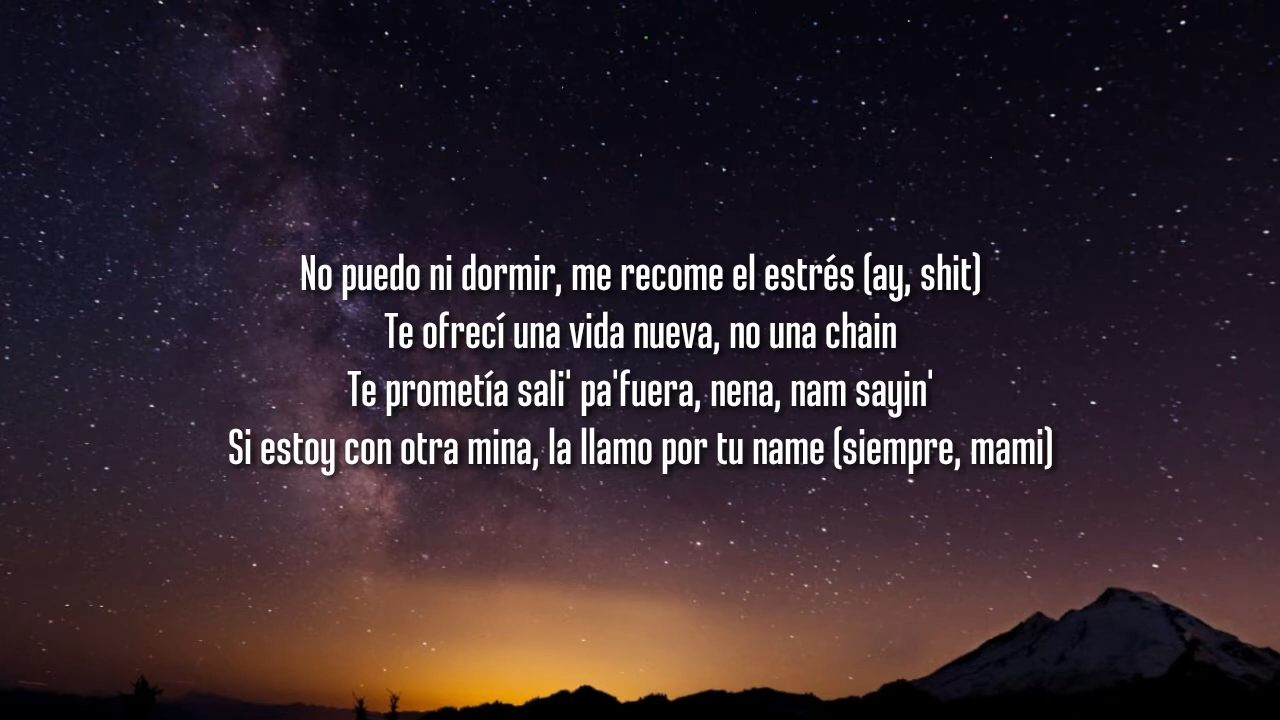 No puedo ni dormir, me recome el estrés (ay, shit)
Te ofrecí una vida nueva, no una chain
Te prometía sali' pa'fuera, nena, nam sayin'
Si estoy con otra mina, la llamo por tu name (siempre, mami)